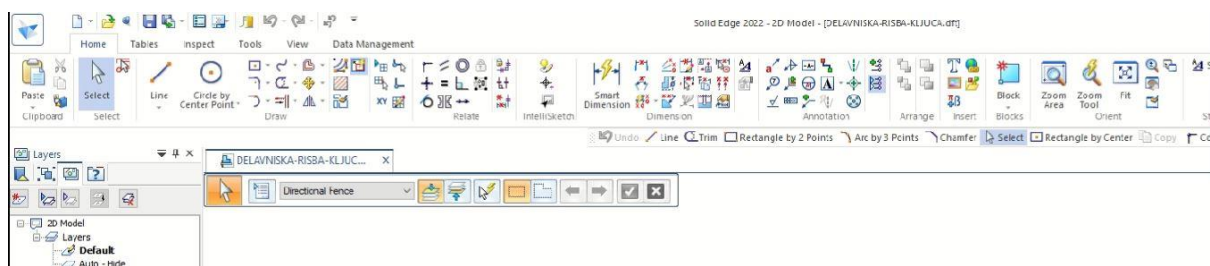 Solid Edge 2022 - 2D Model - [DELAVNISKA-RISBA-KLJUCA.dft]
Home Tables Inspect Tools View Data Management
Paste Select Line Circle by Center Point Smart Dimension Block Zoom Area Zoom Tool Fit
Clipboard Select Draw Relate IntelliSketch Dimension Annotation Arrange Insert Blocks Orient
Undo Line Trim Rectangle by 2 Points Arc by 3 Points Chamfer Select Rectangle by Center Copy
Layers
DELAVNISKA-RISBA-KLJUC... X
Directional Fence
2D Model
Layers
Default
Auto - Hide